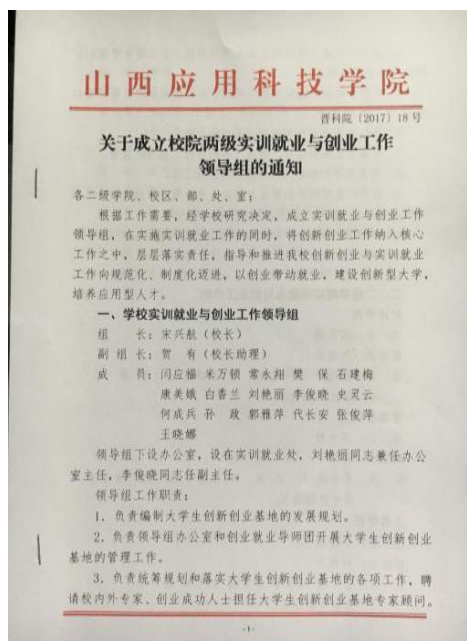 山西应用科技学院
晋科院〔2017〕18号
关于成立校院两级实训就业与创业工作
领导组的通知
各二级学院、校区、部、处、室：
根据工作需要，经学校研究决定，成立实训就业与创业工作
领导组，在实施实训就业工作的同时，将创新创业工作纳入核心
工作之中，层层落实责任，指导和推进我校创新创业与实训就业
工作向规范化、制度化迈进，以创业带动就业，建设创新型大学，
培养应用型人才。
一、学校实训就业与创业工作领导组
组　　长：宋兴航（校长）
副 组 长：贺　有（校长助理）
成　　员：闫应福 朱万锁 常永翔 樊　保 石建梅
康美娥 白香兰 刘艳丽 李俊晓 史灵云
何成兵 孙　政 郭雅萍 代长安 张俊萍
王晓娜
领导组下设办公室，设在实训就业处，刘艳丽同志兼任办公
室主任，李俊晓同志任副主任。
领导组工作职责：
1．负责编制大学生创新创业基地的发展规划。
2．负责领导组办公室和创业就业导师团开展大学生创新创业
基地的管理工作。
3．负责统筹规划和落实大学生创新创业基地的各项工作，聘
请校内外专家、创业成功人士担任大学生创新创业基地专家顾问。
-1-